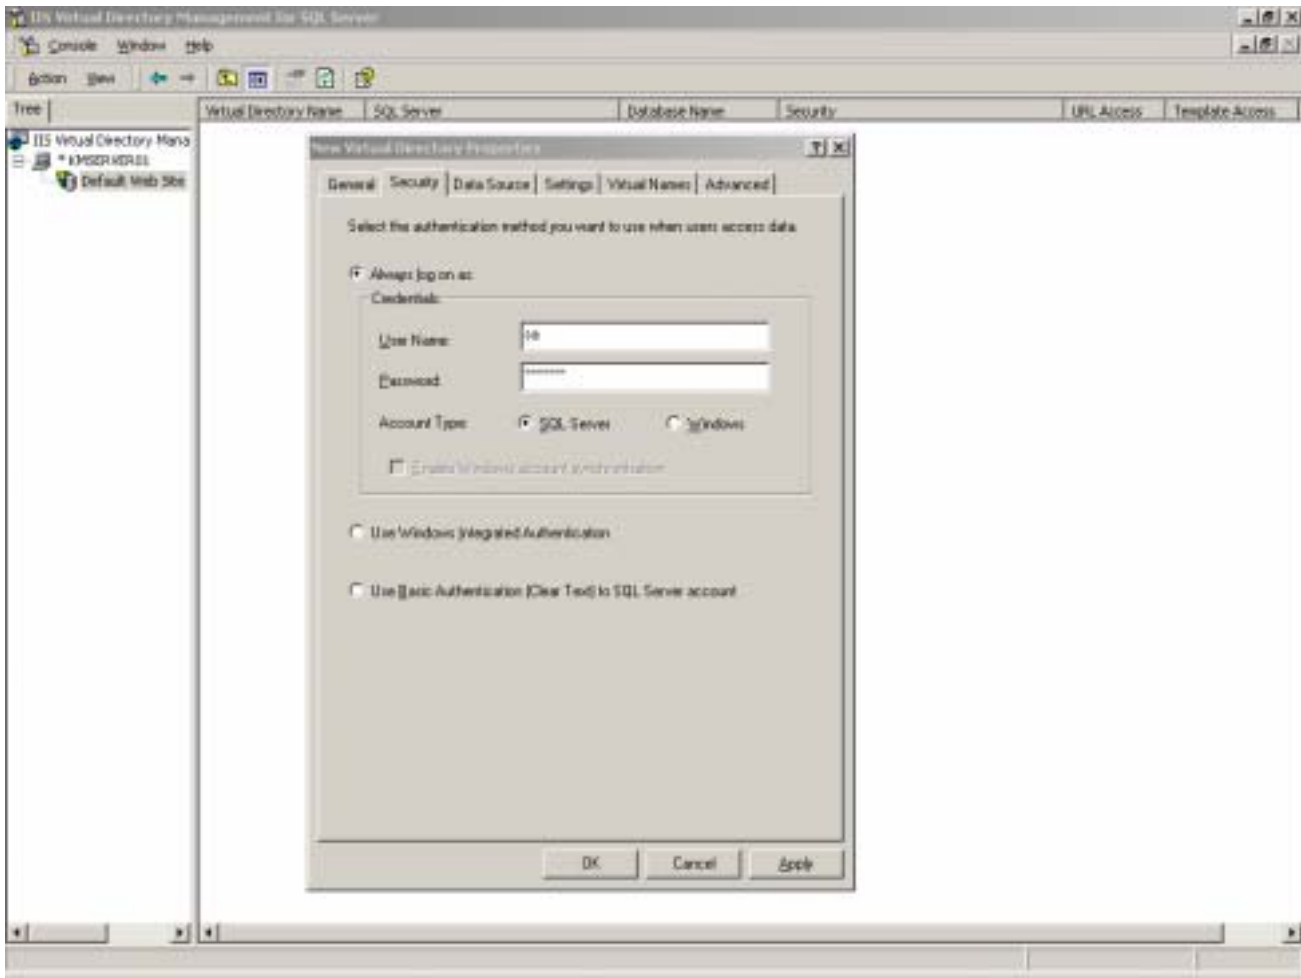 IIS Virtual Directory Management for SQL Server
Console Window Help
Action View
Tree
Virtual Directory Name SQL Server Database Name Security URL Access Template Access
IIS Virtual Directory Mana
Default Web Site
New Virtual Directory Properties
General Security Data Source Settings Virtual Names Advanced
Select the authentication method you want to use when users access data.
Always log on as:
Credentials
User Name:
Password: ********
Account Type: SQL Server Windows
Enable Windows account synchronization
Use Windows Integrated Authentication
Use Basic Authentication (Clear Text) to SQL Server account
OK Cancel Apply